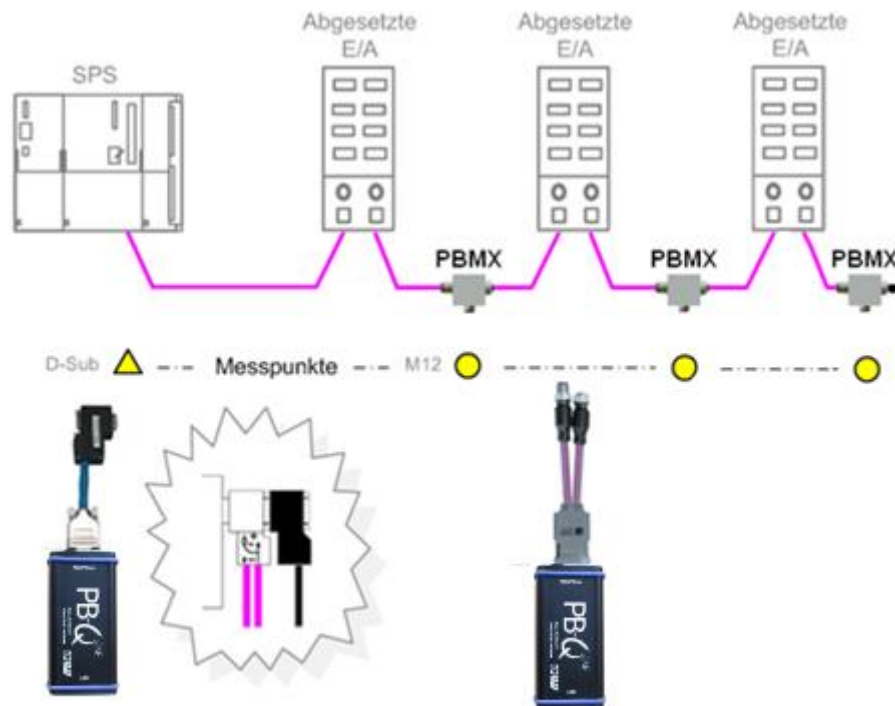 Abgesetzte
E/A
Abgesetzte
E/A
Abgesetzte
E/A
SPS
PBMX
PBMX
PBMX
D-Sub
Messpunkte
M12
PB-Q
PB-Q